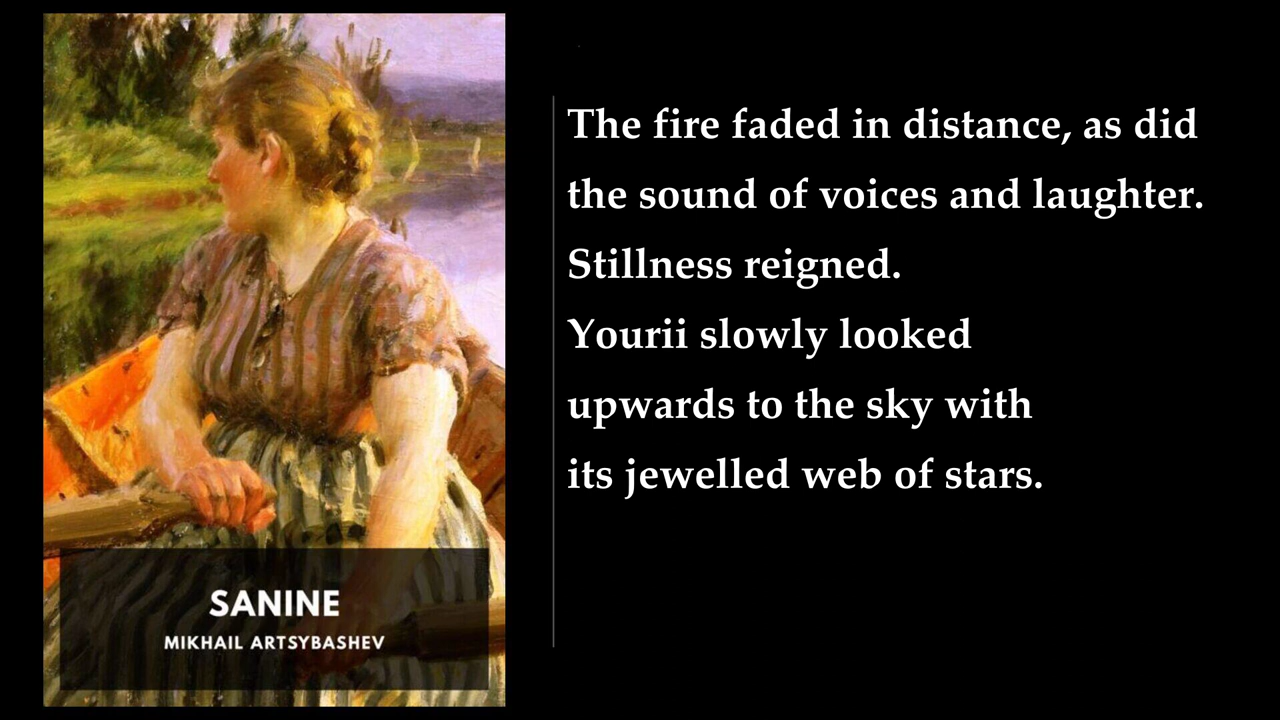 The fire faded in distance, as did
the sound of voices and laughter.
Stillness reigned.
Yourii slowly looked
upwards to the sky with
its jewelled web of stars.
SANINE
MIKHAIL ARTSYBASHEV